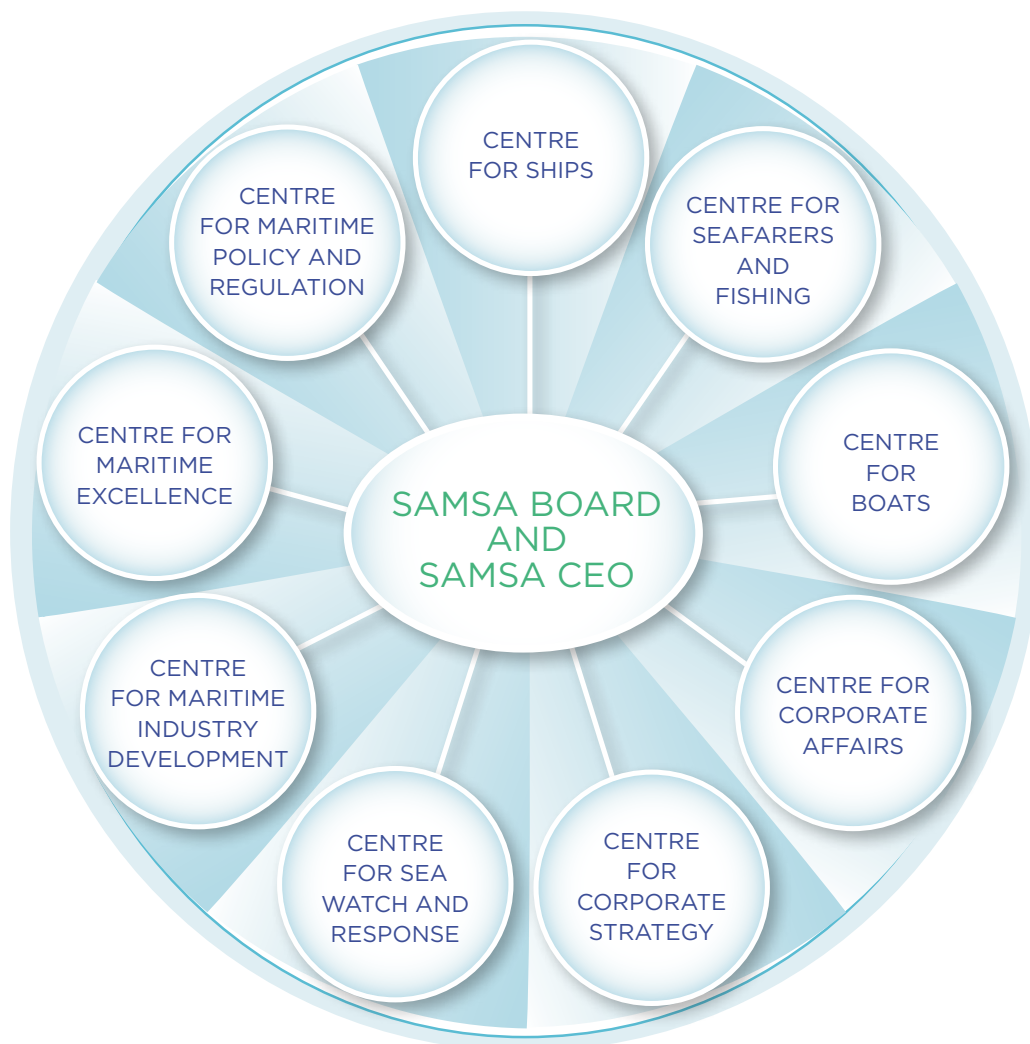 CENTRE
FOR SHIPS
CENTRE FOR
SEAFARERS
AND
FISHING
CENTRE
FOR
BOATS
CENTRE FOR
CORPORATE
AFFAIRS
CENTRE
FOR
CORPORATE
STRATEGY
CENTRE
FOR SEA
WATCH AND
RESPONSE
CENTRE
FOR MARITIME
INDUSTRY
DEVELOPMENT
CENTRE FOR
MARITIME
EXCELLENCE
CENTRE
FOR MARITIME
POLICY AND
REGULATION
SAMSA BOARD
AND
SAMSA CEO